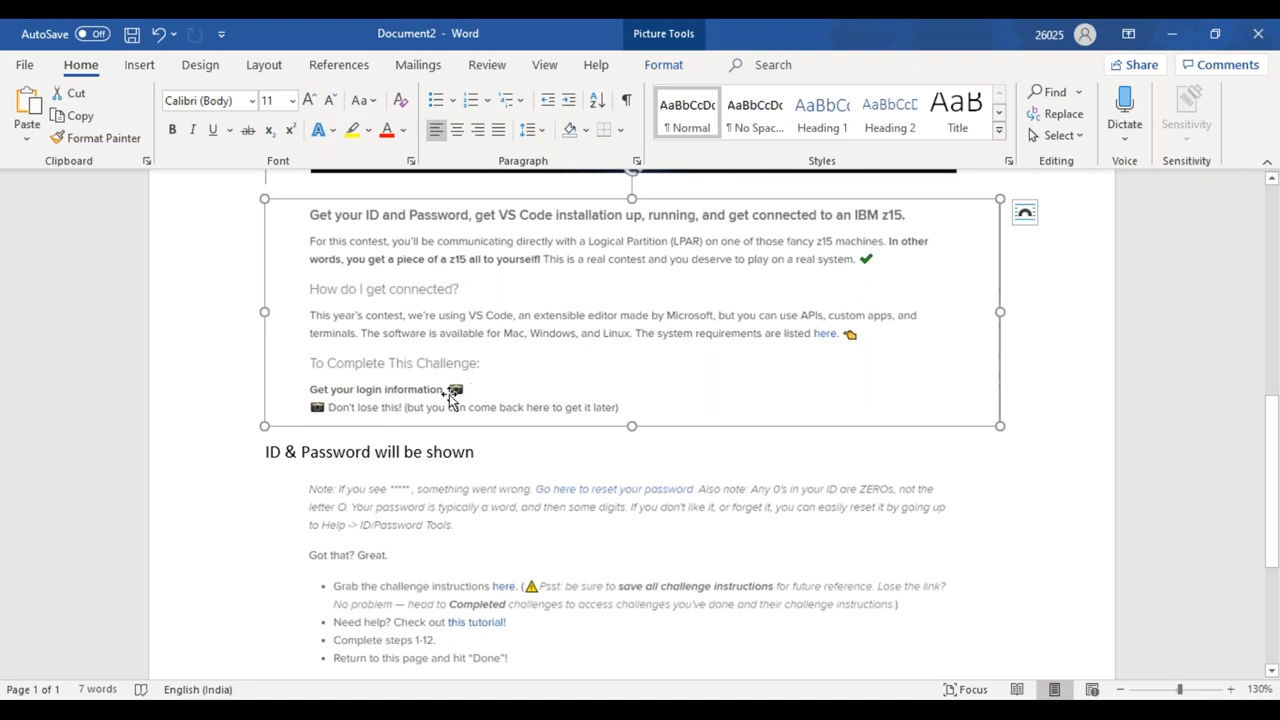 AutoSave Off Document2 - Word Picture Tools 26025
File Home Insert Design Layout References Mailings Review View Help Format Search Share Comments
Paste Cut Copy Format Painter
Calibri (Body) 11
AaBbCcDc AaBbCcDc AaBbCc AaBbCcE AaB
¶ Normal ¶ No Spac... Heading 1 Heading 2 Title
Find Replace Select Dictate Sensitivity
Clipboard Font Paragraph Styles Editing Voice Sensitivity
Get your ID and Password, get VS Code installation up, running, and get connected to an IBM z15.
For this contest, you'll be communicating directly with a Logical Partition (LPAR) on one of those fancy z15 machines. In other
words, you get a piece of a z15 all to yourself! This is a real contest and you deserve to play on a real system. ✔
How do I get connected?
This year's contest, we're using VS Code, an extensible editor made by Microsoft, but you can use APIs, custom apps, and
terminals. The software is available for Mac, Windows, and Linux. The system requirements are listed here.
To Complete This Challenge:
Get your login information.
Don't lose this! (but you can come back here to get it later)
ID & Password will be shown
Note: If you see ***** , something went wrong. Go here to reset your password. Also note: Any 0's in your ID are ZEROs, not the
letter O. Your password is typically a word, and then some digits. If you don't like it, or forget it, you can easily reset it by going up
to Help -> ID/Password Tools.
Got that? Great.
• Grab the challenge instructions here. (⚠Psst: be sure to save all challenge instructions for future reference. Lose the link?
No problem — head to Completed challenges to access challenges you've done and their challenge instructions.)
• Need help? Check out this tutorial!
• Complete steps 1-12.
• Return to this page and hit "Done"!
Page 1 of 1 7 words English (India) Focus 130%